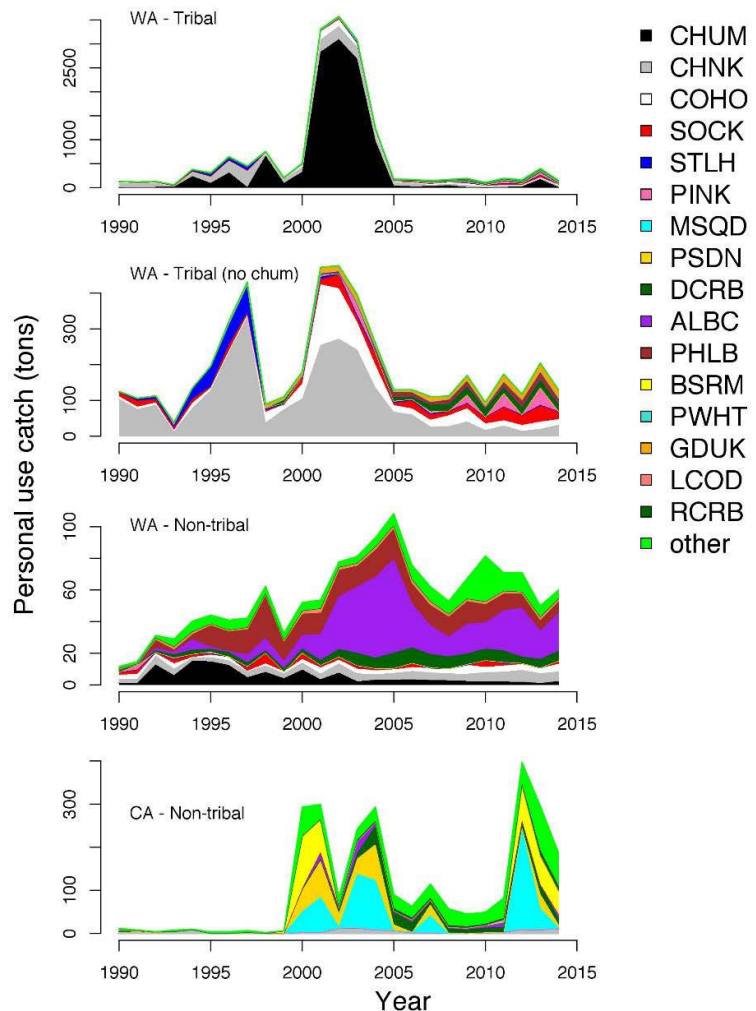 WA - Tribal
0
1000
2500
1990
1995
2000
2005
2010
2015
WA - Tribal (no chum)
0
100
300
1990
1995
2000
2005
2010
2015
WA - Non-tribal
0
20
60
100
1990
1995
2000
2005
2010
2015
CA - Non-tribal
0
100
300
1990
1995
2000
2005
2010
2015
Personal use catch (tons)
Year
CHUM
CHNK
COHO
SOCK
STLH
PINK
MSQD
PSDN
DCRB
ALBC
PHLB
BSRM
PWHT
GDUK
LCOD
RCRB
other